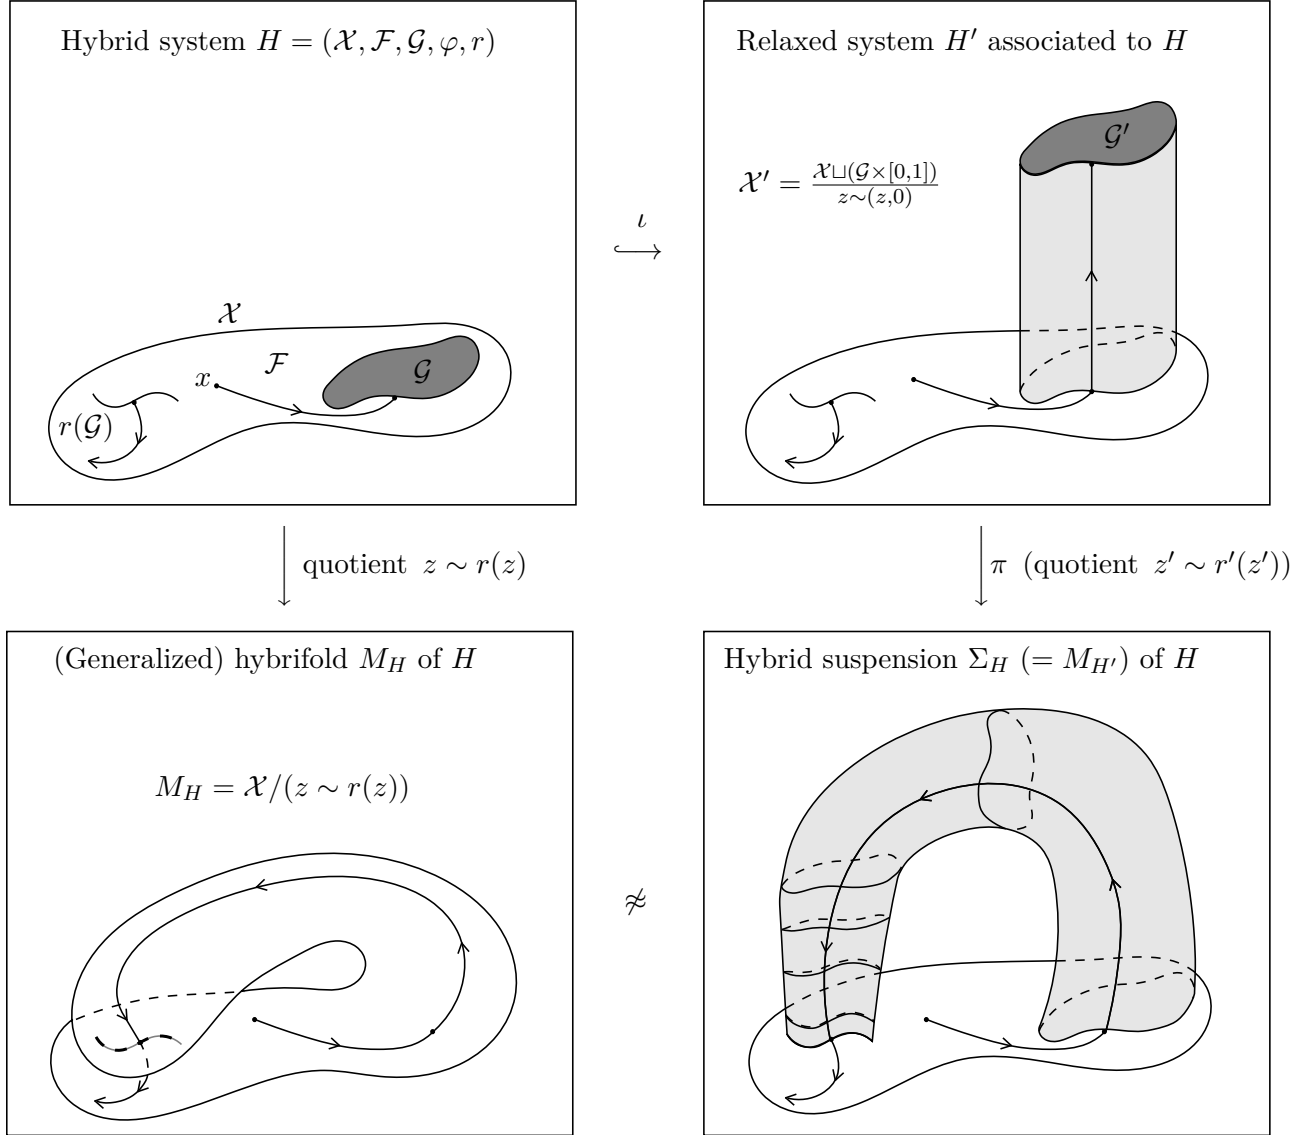 Hybrid system H = (𝒳, ℱ, 𝒢, φ, r)
𝒳
ℱ
x
𝒢
r(𝒢)
ι
↪
Relaxed system H′ associated to H
𝒢′
𝒳′ = 𝒳⊔(𝒢×[0,1]) / z∼(z,0)
quotient z ∼ r(z)
π (quotient z′ ∼ r′(z′))
(Generalized) hybrifold M_H of H
M_H = 𝒳/(z ∼ r(z))
≉
Hybrid suspension Σ_H (= M_{H′}) of H